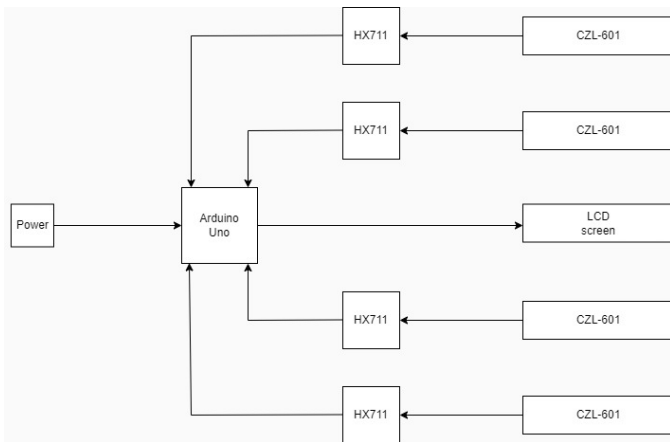 HX711
CZL-601
HX711
CZL-601
Power
Arduino
Uno
LCD
screen
HX711
CZL-601
HX711
CZL-601